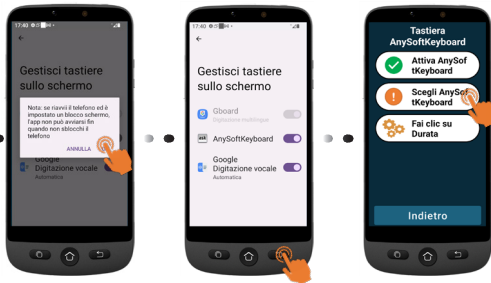 17:40
Gestisci tastiere
sullo schermo
Nota: se riavvii il telefono ed è
impostato un blocco schermo,
l'app non può avviarsi fin
quando non sblocchi il
telefono
ANNULLA
Google
Digitazione vocale
Automatica
17:40
Gestisci tastiere
sullo schermo
Gboard
Digitazione multilingue
AnySoftKeyboard
Google
Digitazione vocale
Automatica
Tastiera
AnySoftKeyboard
Attiva AnySof
tKeyboard
Scegli AnySof
tKeyboard
Fai clic su
Durata
Indietro